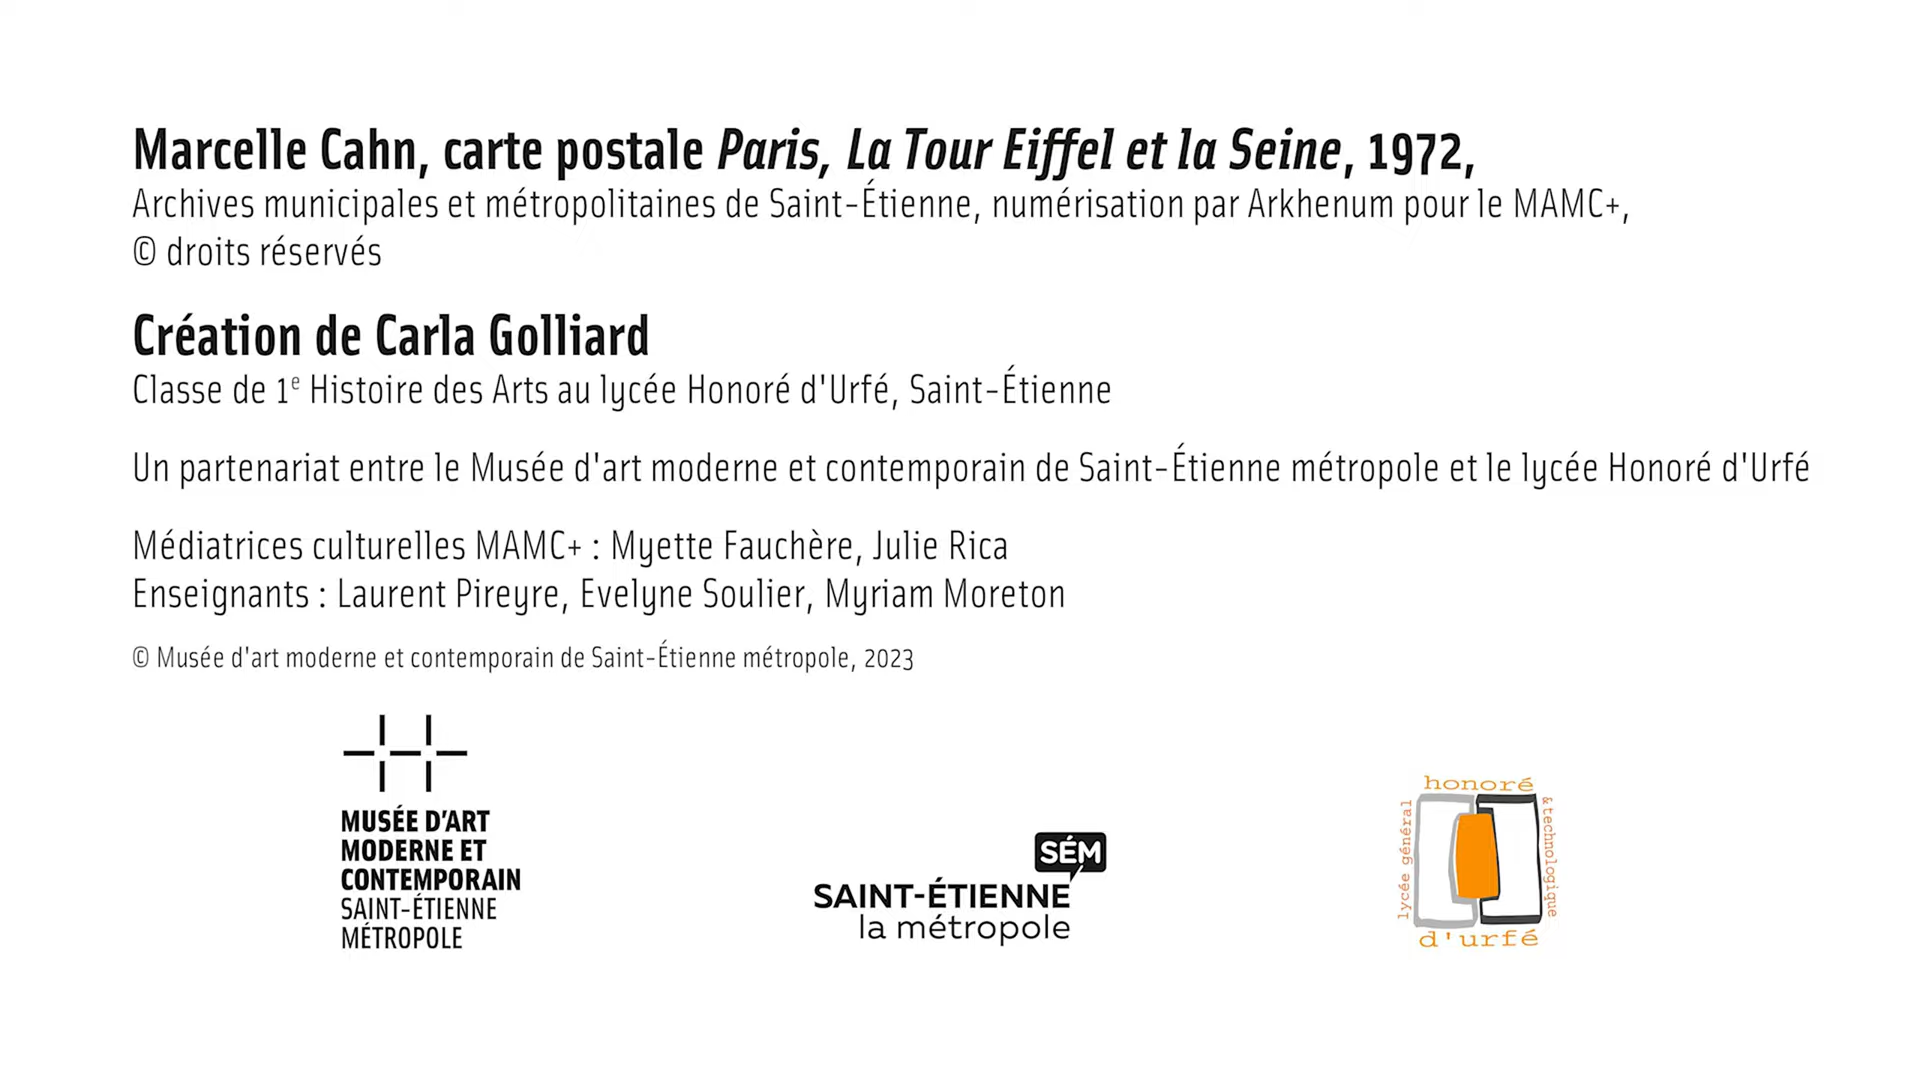 Marcelle Cahn, carte postale Paris, La Tour Eiffel et la Seine, 1972,
Archives municipales et métropolitaines de Saint-Étienne, numérisation par Arkhenum pour le MAMC+,
© droits réservés
Création de Carla Golliard
Classe de 1e Histoire des Arts au lycée Honoré d'Urfé, Saint-Étienne
Un partenariat entre le Musée d'art moderne et contemporain de Saint-Étienne métropole et le lycée Honoré d'Urfé
Médiatrices culturelles MAMC+ : Myette Fauchère, Julie Rica
Enseignants : Laurent Pireyre, Evelyne Soulier, Myriam Moreton
© Musée d'art moderne et contemporain de Saint-Étienne métropole, 2023
MUSÉE D'ART
MODERNE ET
CONTEMPORAIN
SAINT-ÉTIENNE
MÉTROPOLE
SÉM
SAINT-ÉTIENNE
la métropole
honoré
lycée général
& technologique
d'urfé